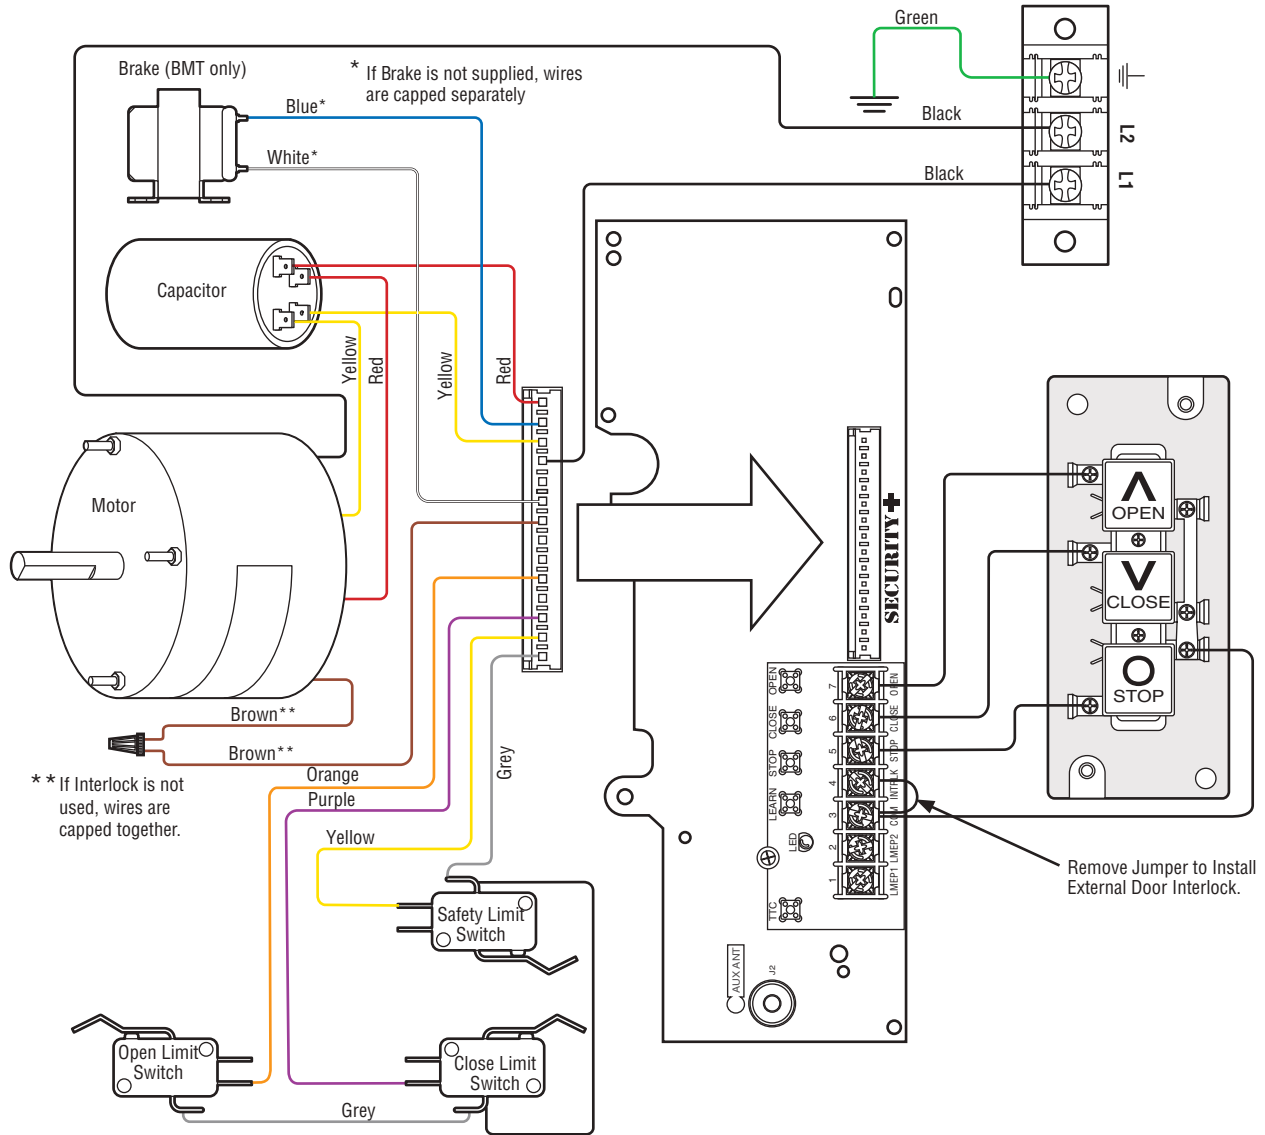 Green
Brake (BMT only)
* If Brake is not supplied, wires
are capped separately
Blue*
Black
L2
White*
Black
L1
Capacitor
Yellow
Red
Yellow
Red
Motor
SECURITY+
OPEN
CLOSE
STOP
Brown**
Brown**
** If Interlock is not
used, wires are
capped together.
Orange
Purple
Yellow
Grey
OPEN
CLOSE
STOP
LEARN
LED
TTC
7
6
5
4
3
2
1
OPEN
CLOSE
STOP
INTRLK
COM
LMEP2
LMEP1
Remove Jumper to Install
External Door Interlock.
Safety Limit
Switch
AUX ANT
J2
Open Limit
Switch
Close Limit
Switch
Grey